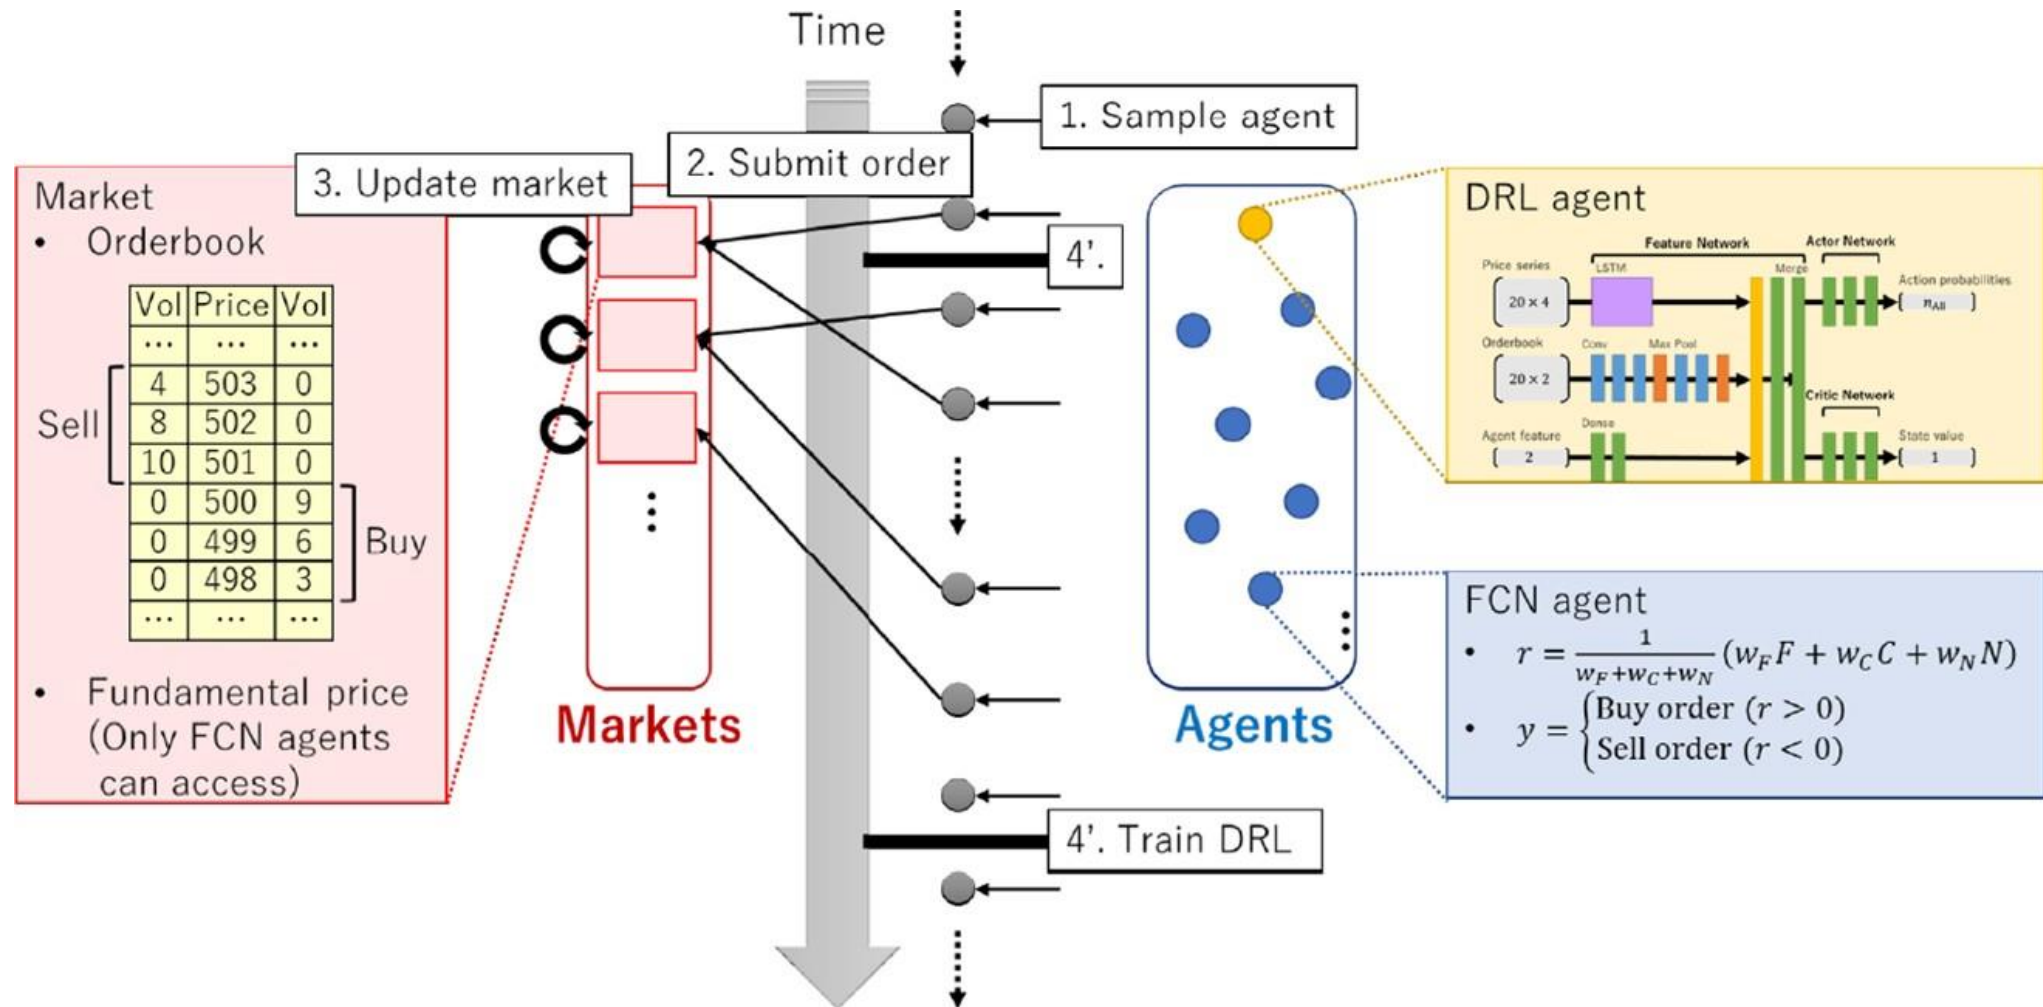 Time
1. Sample agent
2. Submit order
3. Update market
4'.
4'. Train DRL
Market
• Orderbook
Vol Price Vol
... ... ...
4 503 0
8 502 0
10 501 0
0 500 9
0 499 6
0 498 3
... ... ...
Sell
Buy
• Fundamental price
(Only FCN agents
can access)
Markets
Agents
DRL agent
Feature Network
Actor Network
Price series
LSTM
Merge
Action probabilities
20 × 4
n_All
Orderbook
Conv
Max Pool
20 × 2
Critic Network
Agent feature
Dense
State value
2
1
FCN agent
• r = 1/(w_F+w_C+w_N) (w_F F + w_C C + w_N N)
• y = { Buy order (r > 0)
Sell order (r < 0)